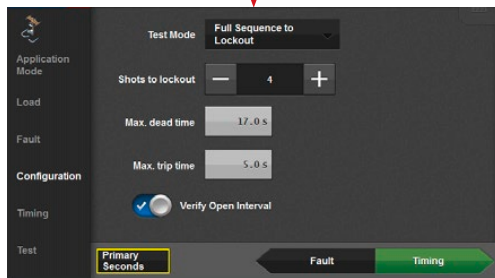 Application
Mode
Load
Fault
Configuration
Timing
Test
Test Mode
Full Sequence to
Lockout
Shots to lockout
4
Max. dead time
17.0 s
Max. trip time
5.0 s
Verify Open Interval
Primary
Seconds
Fault
Timing